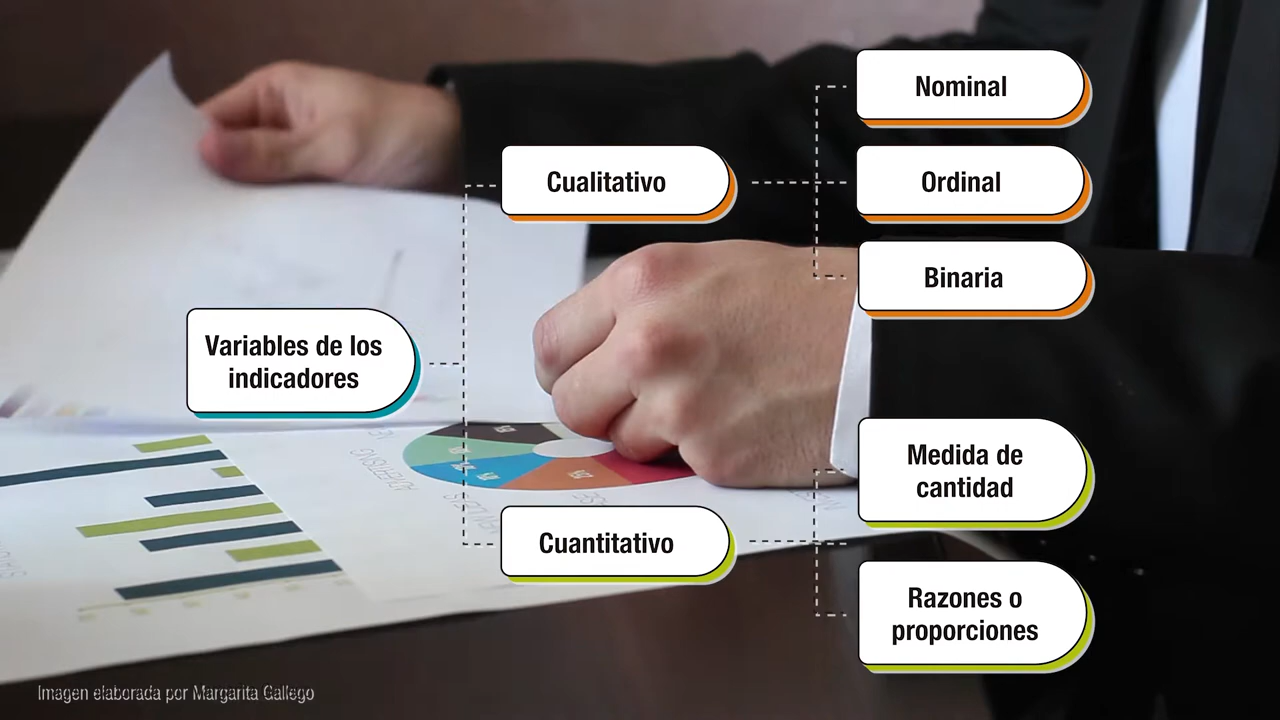 Nominal
Cualitativo
Ordinal
Binaria
Variables de los
indicadores
Medida de
cantidad
Cuantitativo
Razones o
proporciones
ADVERTISING
Imagen elaborada por Margarita Gallego